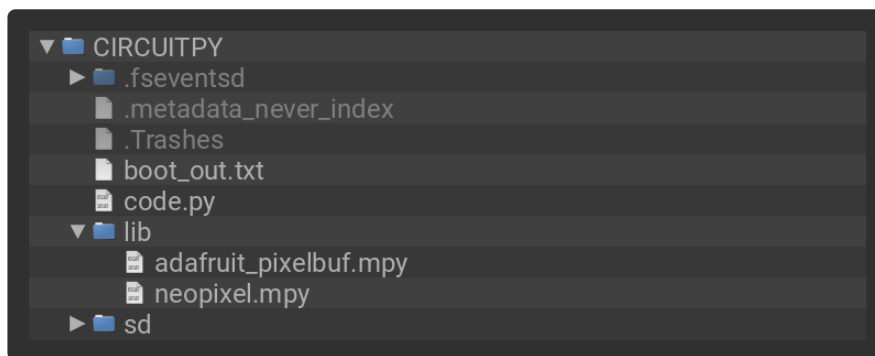 CIRCUITPY
.fseventsd
.metadata_never_index
.Trashes
boot_out.txt
code.py
lib
adafruit_pixelbuf.mpy
neopixel.mpy
sd